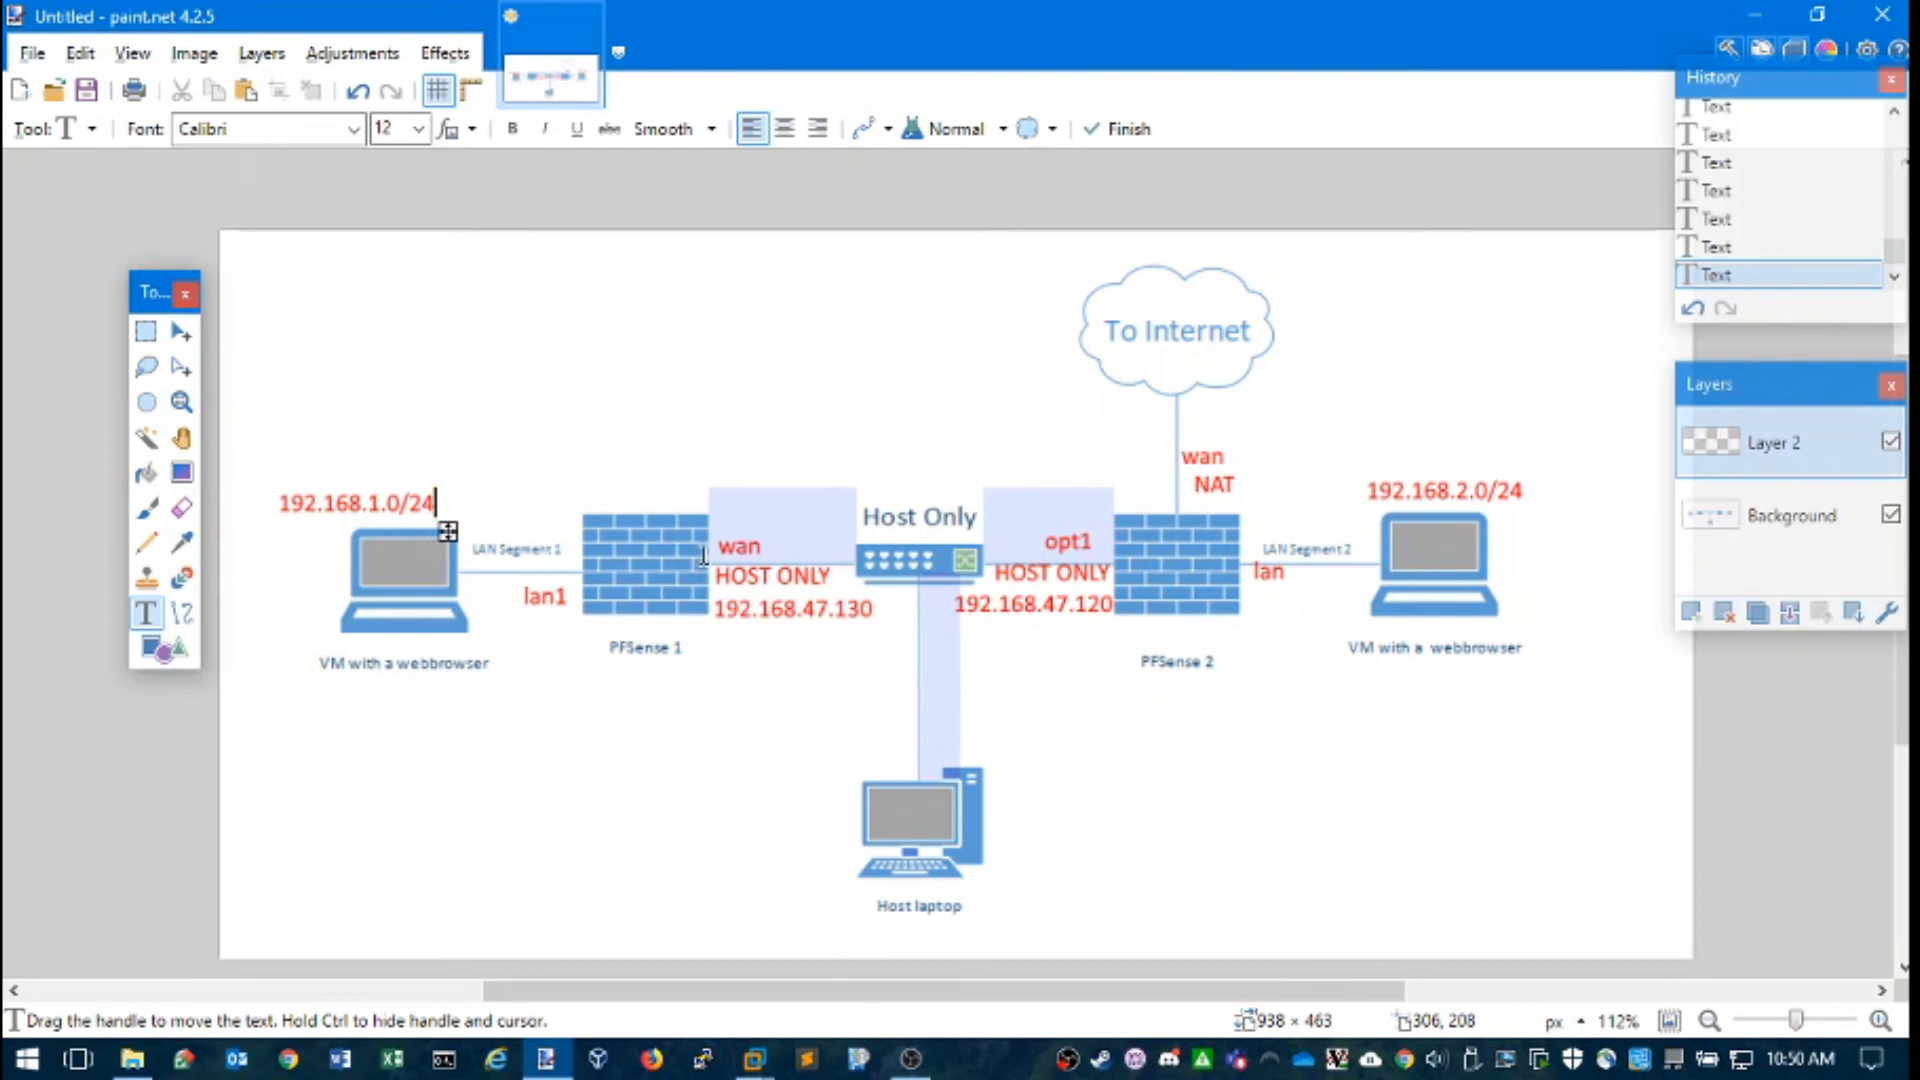 Untitled - paint.net 4.2.5
File Edit View Image Layers Adjustments Effects
Tool: T Font: Calibri 12 fx B I U abc Smooth Normal Finish
History
Text
Text
Text
Text
Text
Text
Text
To...
To Internet
Layers
Layer 2
Background
wan
NAT
192.168.1.0/24
192.168.2.0/24
Host Only
LAN Segment 1
wan
opt1
LAN Segment 2
HOST ONLY
HOST ONLY
lan
lan1
192.168.47.130
192.168.47.120
PFSense 1
PFSense 2
VM with a webbrowser
VM with a webbrowser
Host laptop
Drag the handle to move the text. Hold Ctrl to hide handle and cursor.
938 × 463
306, 208
px
112%
10:50 AM